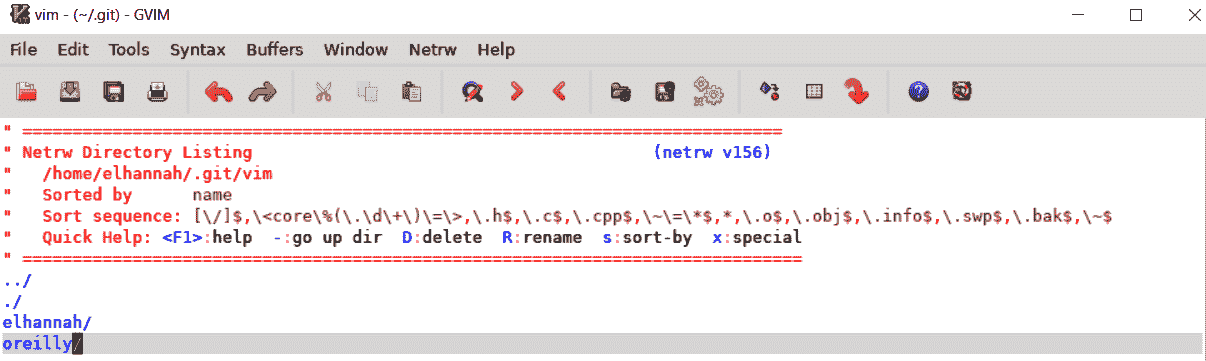 vim - (~/.git) - GVIM
File Edit Tools Syntax Buffers Window Netrw Help
" ============================================================================
" Netrw Directory Listing                                        (netrw v156)
"   /home/elhannah/.git/vim
"   Sorted by      name
"   Sort sequence: [\/]$,\<core\%(\.\d\+\)\=\>,\.h$,\.c$,\.cpp$,\~\=\*$,*,\.o$,\.obj$,\.info$,\.swp$,\.bak$,\~$
"   Quick Help: <F1>:help  -:go up dir  D:delete  R:rename  s:sort-by  x:special
" ==============================================================================
../
./
elhannah/
oreilly/